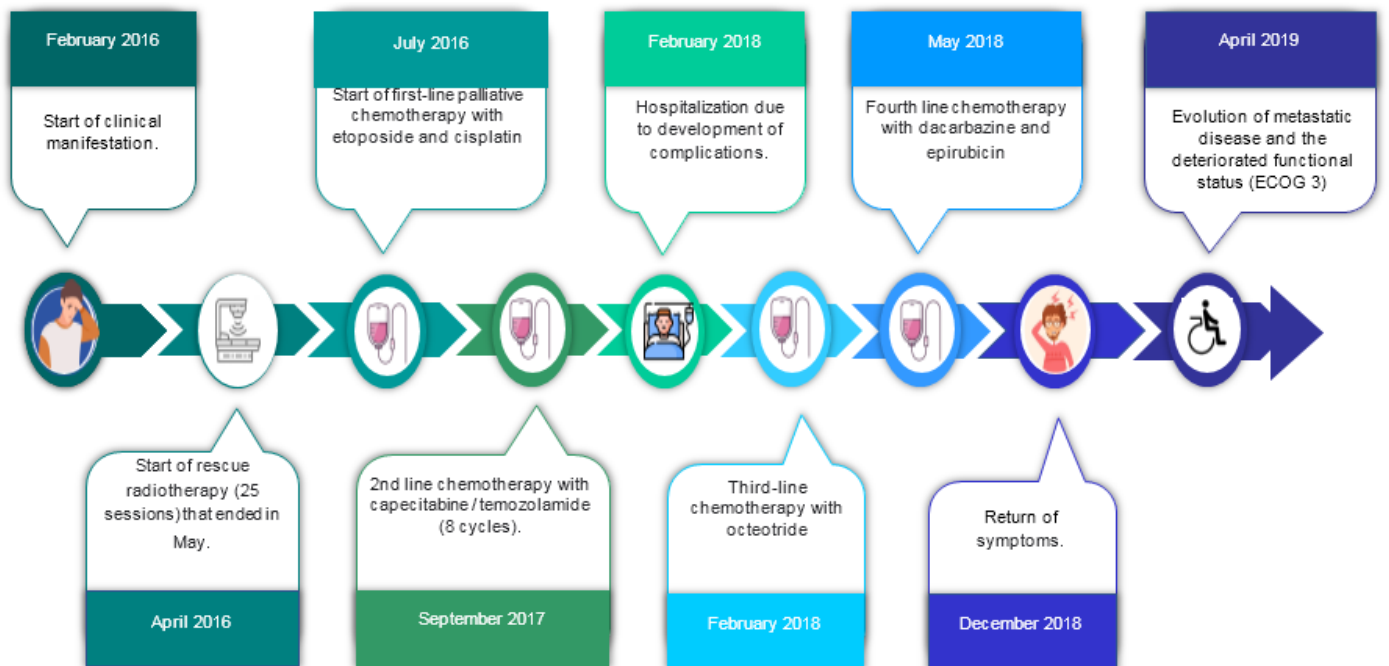 February 2016
Start of clinical
manifestation.
July 2016
Start of first-line palliative
chemotherapy with
etoposide and cisplatin
February 2018
Hospitalization due
to development of
complications.
May 2018
Fourth line chemotherapy
with dacarbazine and
epirubicin
April 2019
Evolution of metastatic
disease and the
deteriorated functional
status (ECOG 3)
Start of rescue
radiotherapy (25
sessions) that ended in
May.
April 2016
2nd line chemotherapy with
capecitabine / temozolamide
(8 cycles).
September 2017
Third-line
chemotherapy with
octeotride
February 2018
Return of
symptoms.
December 2018